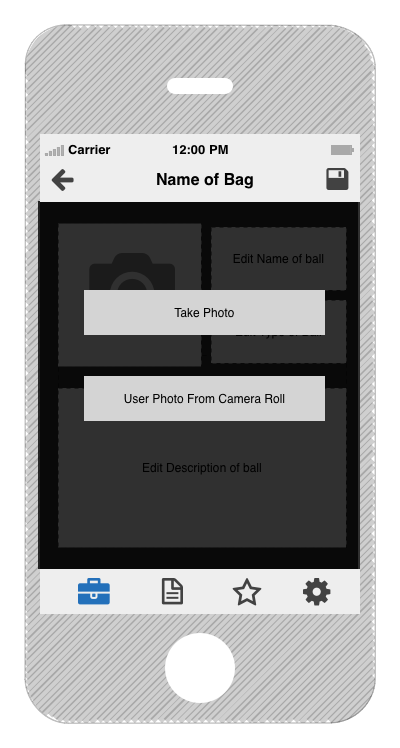 Carrier
12:00 PM
Name of Bag
Edit Name of ball
Take Photo
User Photo From Camera Roll
Edit Description of ball